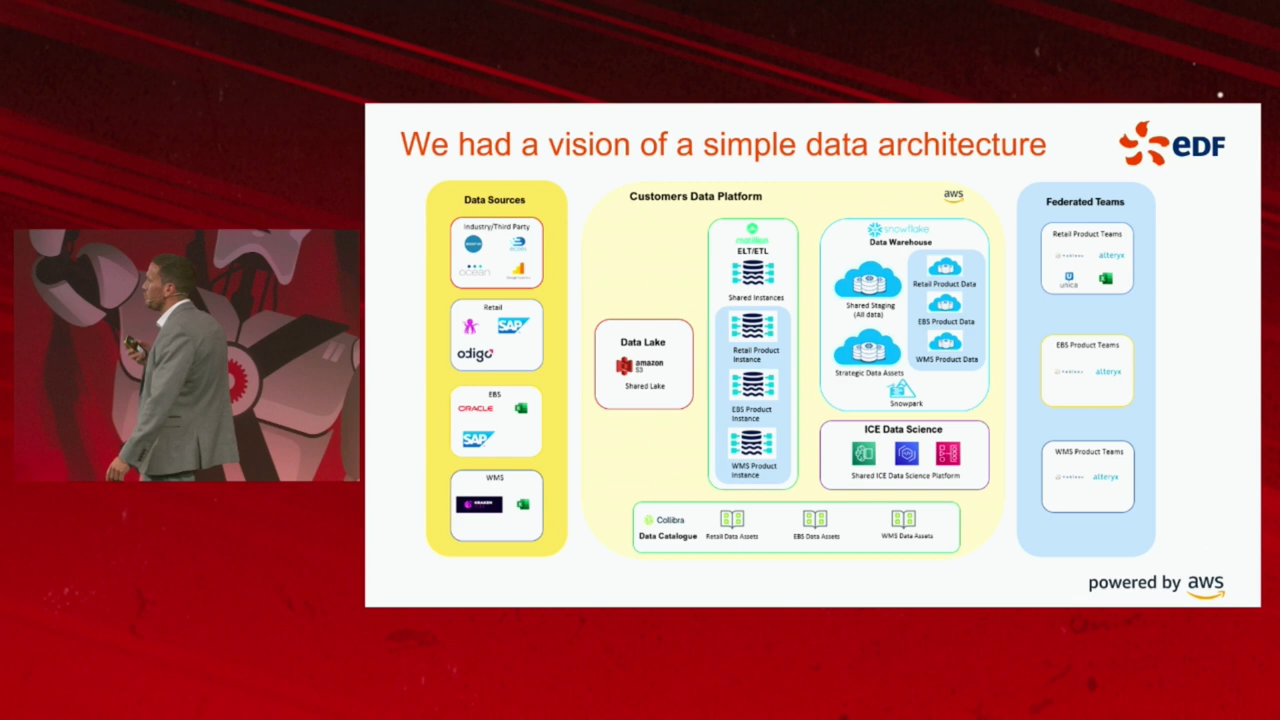 We had a vision of a simple data architecture
eDF
Data Sources
Industry/Third Party
ocean
Retail
SAP
odigo
EBS
ORACLE
SAP
WMS
KRAKEN
Customers Data Platform
aws
Data Lake
amazon
S3
Shared Lake
matillion
ELT/ETL
Shared Instances
Retail Product
Instance
EBS Product
Instance
WMS Product
Instance
snowflake
Data Warehouse
Shared Staging
(All data)
Strategic Data Assets
Snowpark
Retail Product Data
EBS Product Data
WMS Product Data
ICE Data Science
Shared ICE Data Science Platform
Collibra
Data Catalogue
Retail Data Assets
EBS Data Assets
WMS Data Assets
Federated Teams
Retail Product Teams
tableau
alteryx
unica
EBS Product Teams
tableau
alteryx
WMS Product Teams
tableau
alteryx
powered by aws